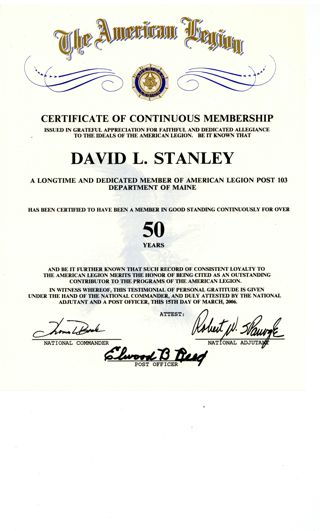 The American Legion
CERTIFICATE OF CONTINUOUS MEMBERSHIP
ISSUED IN GRATEFUL APPRECIATION FOR FAITHFUL AND DEDICATED ALLEGIANCE
TO THE IDEALS OF THE AMERICAN LEGION. BE IT KNOWN THAT
DAVID L. STANLEY
A LONGTIME AND DEDICATED MEMBER OF AMERICAN LEGION POST 103
DEPARTMENT OF MAINE
HAS BEEN CERTIFIED TO HAVE BEEN A MEMBER IN GOOD STANDING CONTINUOUSLY FOR OVER
50
YEARS
AND BE IT FURTHER KNOWN THAT SUCH RECORD OF CONSISTENT LOYALTY TO
THE AMERICAN LEGION MERITS THE HONOR OF BEING CITED AS AN OUTSTANDING
CONTRIBUTOR TO THE PROGRAMS OF THE AMERICAN LEGION.
IN WITNESS WHEREOF, THIS TESTIMONIAL OF PERSONAL GRATITUDE IS GIVEN
UNDER THE HAND OF THE NATIONAL COMMANDER, AND DULY ATTESTED BY THE NATIONAL
ADJUTANT AND A POST OFFICER, THIS 15TH DAY OF MARCH, 2006.
ATTEST:
Robert W. Spanogle
NATIONAL COMMANDER
NATIONAL ADJUTANT
Elwood B Reed
POST OFFICER